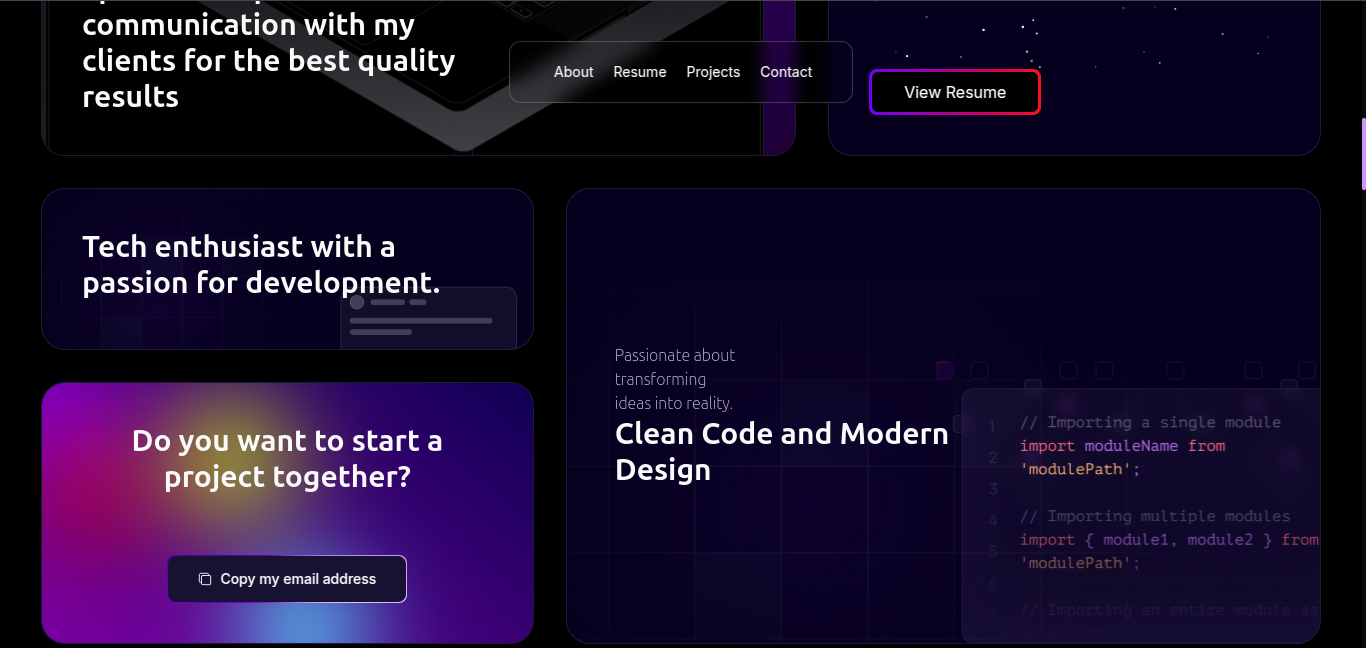 communication with my
clients for the best quality
results
About Resume Projects Contact
View Resume
Tech enthusiast with a
passion for development.
Do you want to start a
project together?
Copy my email address
Passionate about
transforming
ideas into reality.
Clean Code and Modern
Design
1
2
3
4
5
6
// Importing a single module
import moduleName from
'modulePath';
// Importing multiple modules
import { module1, module2 } from
'modulePath';
// Importing an entire module as